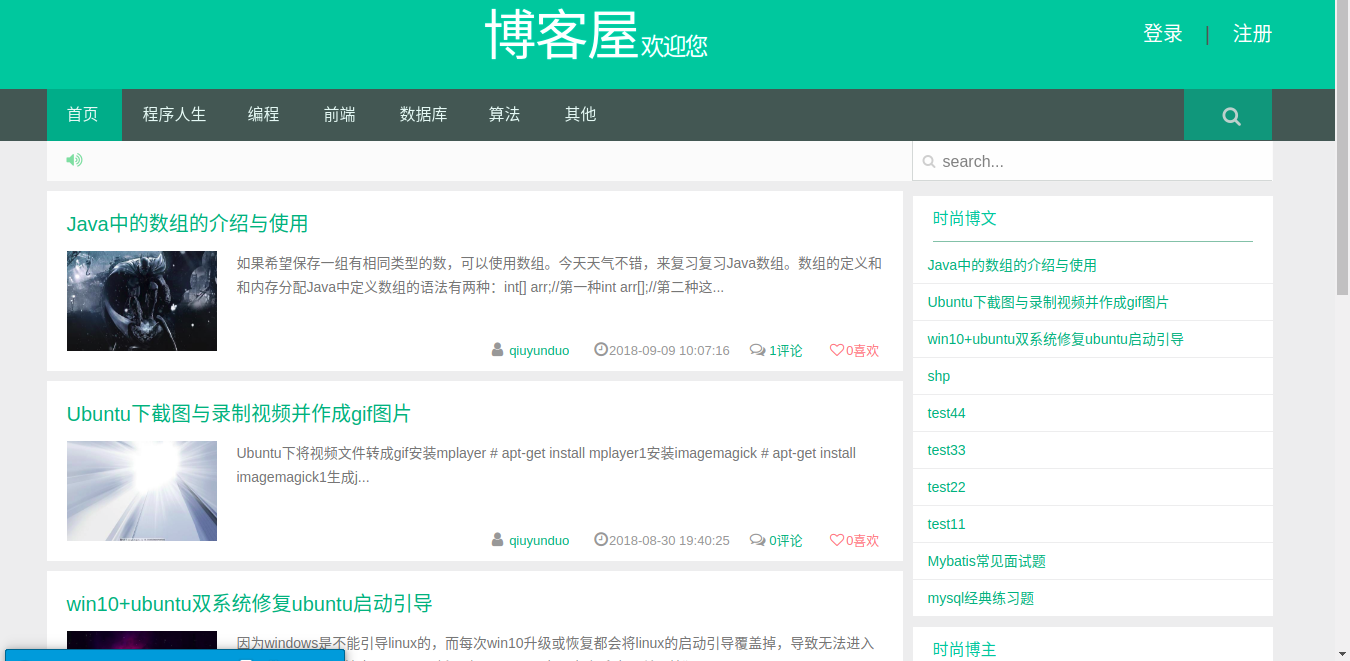 博客屋 欢迎您
登录 | 注册
首页 程序人生 编程 前端 数据库 算法 其他
search...
Java中的数组的介绍与使用
如果希望保存一组有相同类型的数，可以使用数组。今天天气不错，来复习复习Java数组。数组的定义和
和内存分配Java中定义数组的语法有两种：int[] arr;//第一种int arr[];//第二种这...
qiuyunduo 2018-09-09 10:07:16 1评论 0喜欢
Ubuntu下截图与录制视频并作成gif图片
Ubuntu下将视频文件转成gif安装mplayer # apt-get install mplayer1安装imagemagick # apt-get install
imagemagick1生成j...
qiuyunduo 2018-08-30 19:40:25 0评论 0喜欢
win10+ubuntu双系统修复ubuntu启动引导
因为windows是不能引导linux的，而每次win10升级或恢复都会将linux的启动引导覆盖掉，导致无法进入
时尚博文
Java中的数组的介绍与使用
Ubuntu下截图与录制视频并作成gif图片
win10+ubuntu双系统修复ubuntu启动引导
shp
test44
test33
test22
test11
Mybatis常见面试题
mysql经典练习题
时尚博主